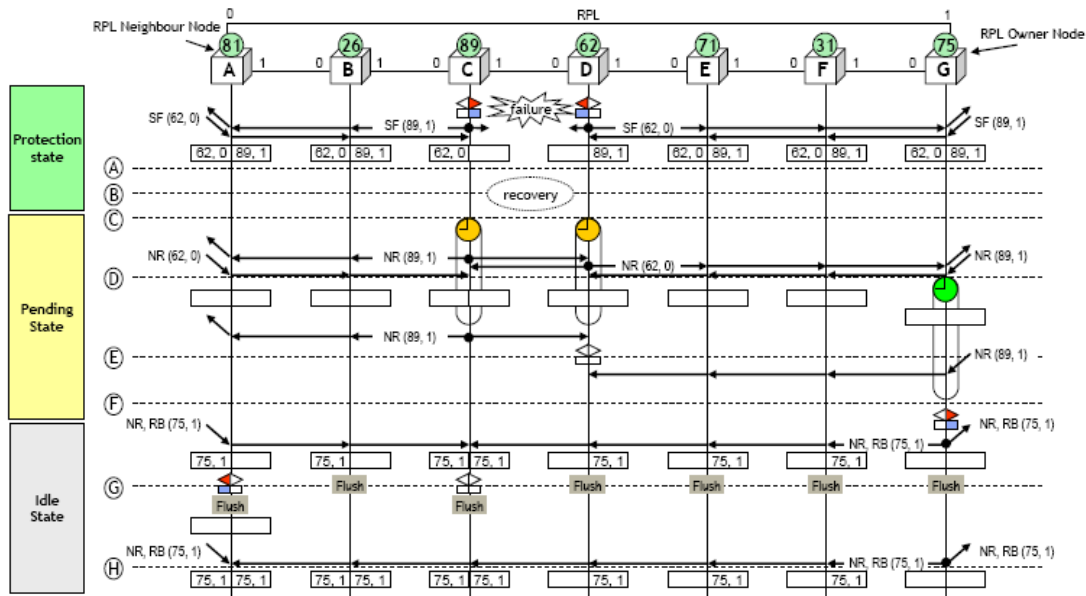 0 RPL 1
RPL Neighbour Node RPL Owner Node
81 26 89 62 71 31 75
A 1 0 B 1 0 C 1 0 D 1 0 E 1 0 F 1 0 G
failure
SF (62, 0) SF (89, 1) SF (62, 0) SF (89, 1)
Protection state
62, 0 89, 1 62, 0 89, 1 62, 0 89, 1 62, 0 89, 1 62, 0 89, 1 62, 0 89, 1
A
B recovery
C
NR (62, 0) NR (89, 1) NR (62, 0) NR (89, 1)
D
Pending State
NR (89, 1)
E NR (89, 1)
F
NR, RB (75, 1) NR, RB (75, 1) NR, RB (75, 1)
75, 1 75, 1 75, 1 75, 1 75, 1 75, 1 75, 1
G Flush Flush Flush Flush Flush
Flush Flush
Idle State
NR, RB (75, 1) NR, RB (75, 1) NR, RB (75, 1)
H
75, 1 75, 1 75, 1 75, 1 75, 1 75, 1 75, 1 75, 1 75, 1